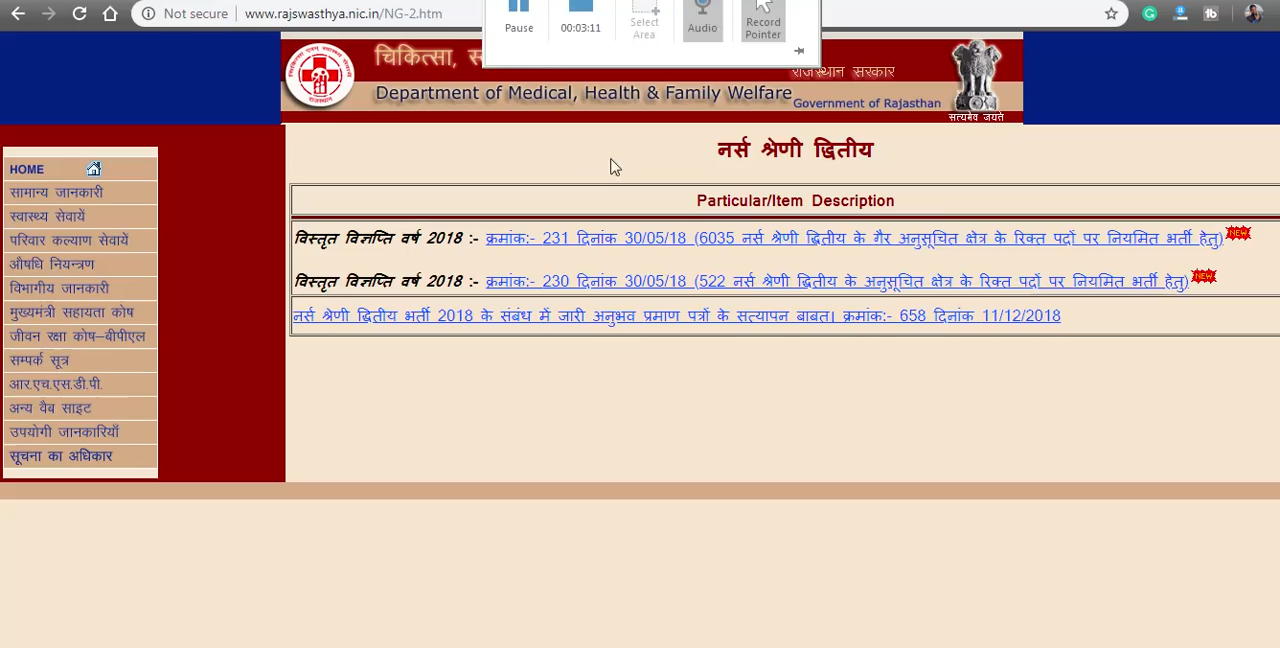 Not secure | www.rajswasthya.nic.in/NG-2.htm
Pause
00:03:11
Select Area
Audio
Record Pointer
चिकित्सा,
राजस्थान सरकार
Department of Medical, Health & Family Welfare
Government of Rajasthan
सत्यमेव जयते
HOME
सामान्य जानकारी
स्वास्थ्य सेवायें
परिवार कल्याण सेवायें
औषधि नियन्त्रण
विभागीय जानकारी
मुख्यमंत्री सहायता कोष
जीवन रक्षा कोष–बीपीएल
सम्पर्क सूत्र
आर.एच.एस.डी.पी.
अन्य वैब साइट
उपयोगी जानकारियाँ
सूचना का अधिकार
नर्स श्रेणी द्वितीय
Particular/Item Description
विस्तृत विज्ञप्ति वर्ष 2018 :- क्रमांक:- 231 दिनांक 30/05/18 (6035 नर्स श्रेणी द्वितीय के गैर अनुसूचित क्षेत्र के रिक्त पदों पर नियमित भर्ती हेतु) NEW
विस्तृत विज्ञप्ति वर्ष 2018 :- क्रमांक:- 230 दिनांक 30/05/18 (522 नर्स श्रेणी द्वितीय के अनुसूचित क्षेत्र के रिक्त पदों पर नियमित भर्ती हेतु) NEW
नर्स श्रेणी द्वितीय भर्ती 2018 के संबंध में जारी अनुभव प्रमाण पत्रों के सत्यापन बाबत। क्रमांक:- 658 दिनांक 11/12/2018